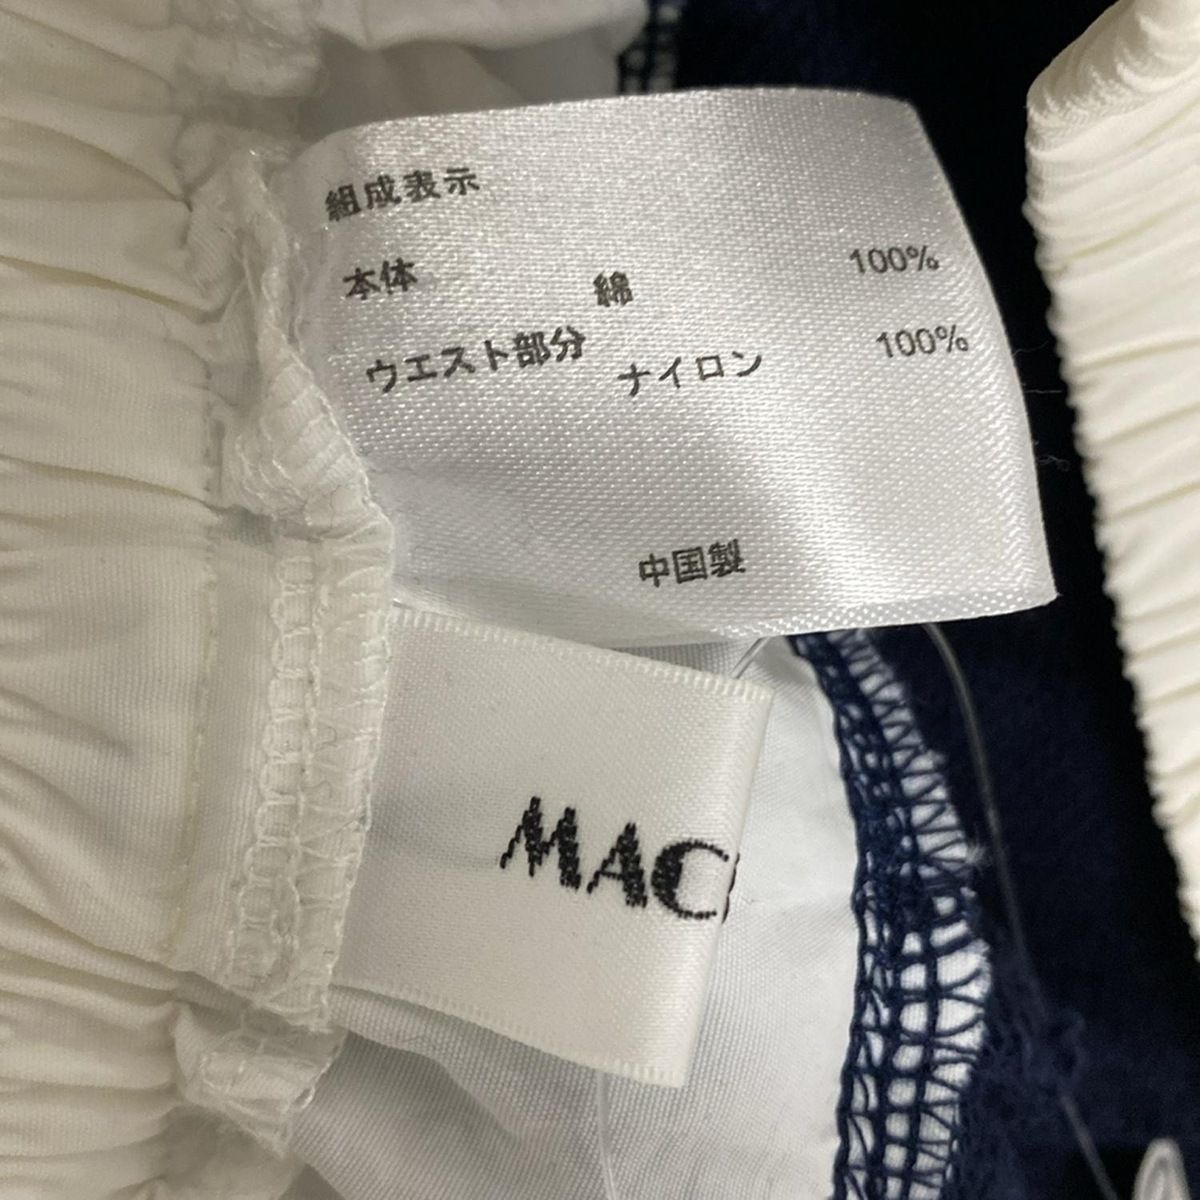 組成表示
本体 綿 100%
ウエスト部分 ナイロン 100%
中国製
MAC